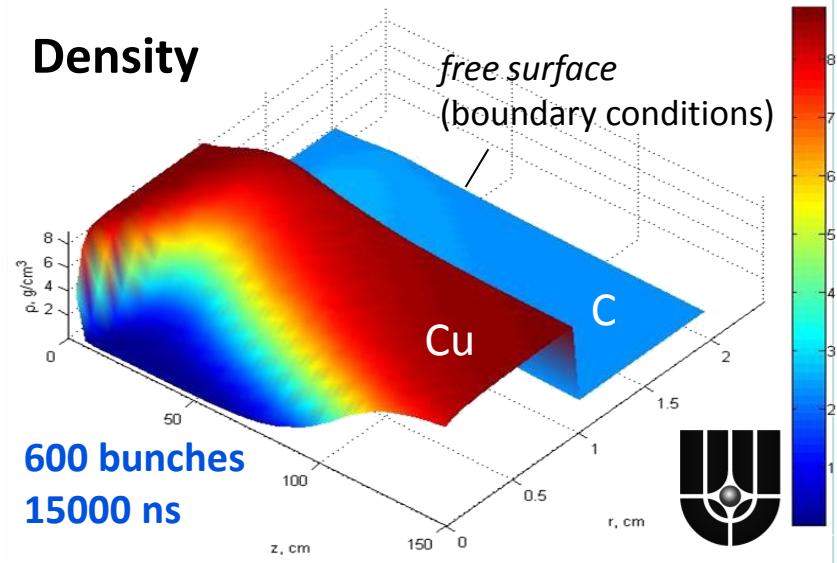 Density
free surface
(boundary conditions)
8
6
4
2
ρ, g/cm3
0
50
100
150
z, cm
0
0.5
1
1.5
2
r, cm
Cu
C
600 bunches
15000 ns
8
7
6
5
4
3
2
1